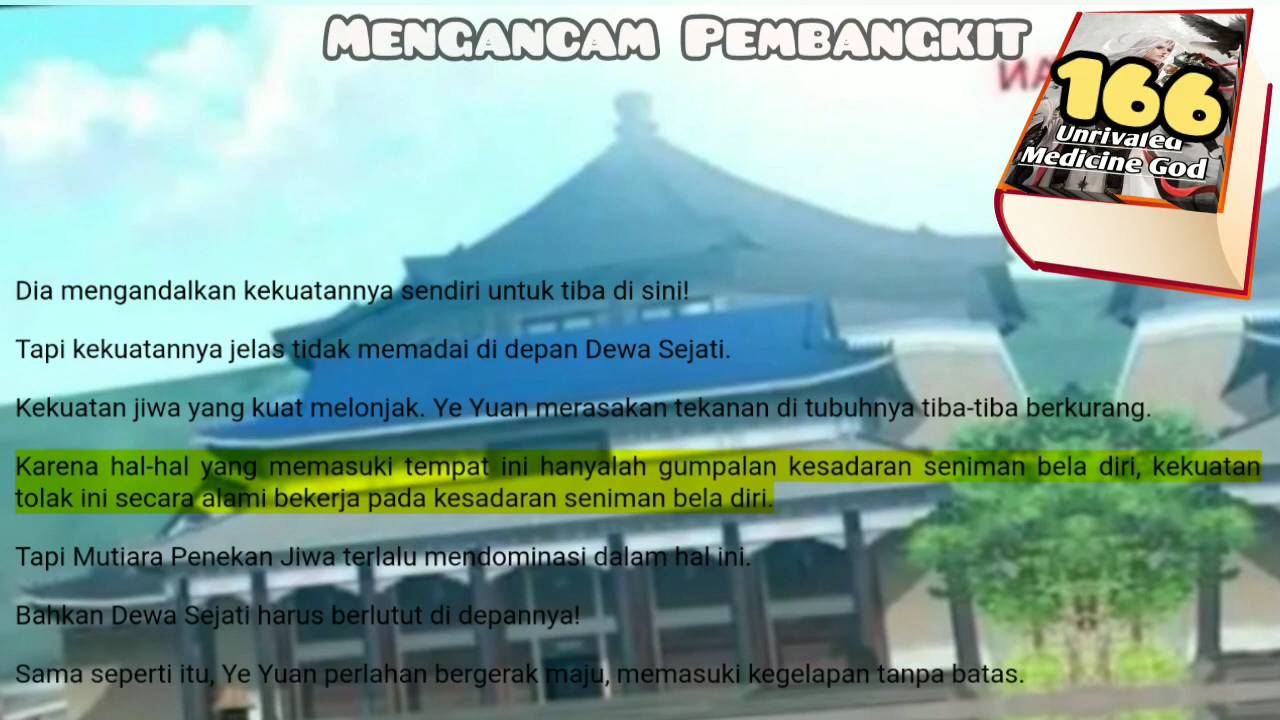 Mengancam Pembangkit
166
Unrivaled
Medicine God
Dia mengandalkan kekuatannya sendiri untuk tiba di sini!
Tapi kekuatannya jelas tidak memadai di depan Dewa Sejati.
Kekuatan jiwa yang kuat melonjak. Ye Yuan merasakan tekanan di tubuhnya tiba-tiba berkurang.
Karena hal-hal yang memasuki tempat ini hanyalah gumpalan kesadaran seniman bela diri, kekuatan
tolak ini secara alami bekerja pada kesadaran seniman bela diri.
Tapi Mutiara Penekan Jiwa terlalu mendominasi dalam hal ini.
Bahkan Dewa Sejati harus berlutut di depannya!
Sama seperti itu, Ye Yuan perlahan bergerak maju, memasuki kegelapan tanpa batas.